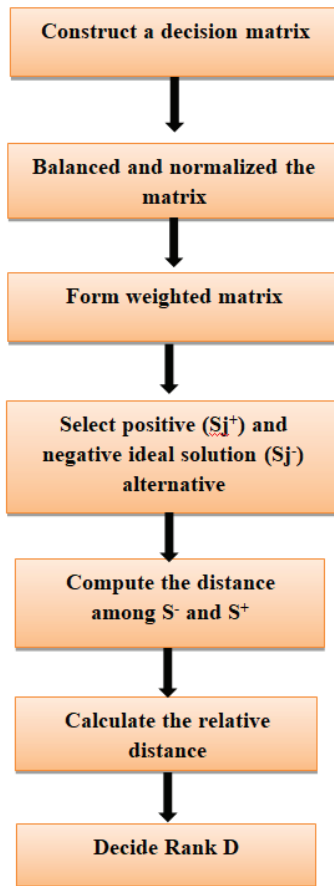 Construct a decision matrix
Balanced and normalized the
matrix
Form weighted matrix
Select positive (Sj⁺) and
negative ideal solution (Sj⁻)
alternative
Compute the distance
among S⁻ and S⁺
Calculate the relative
distance
Decide Rank D